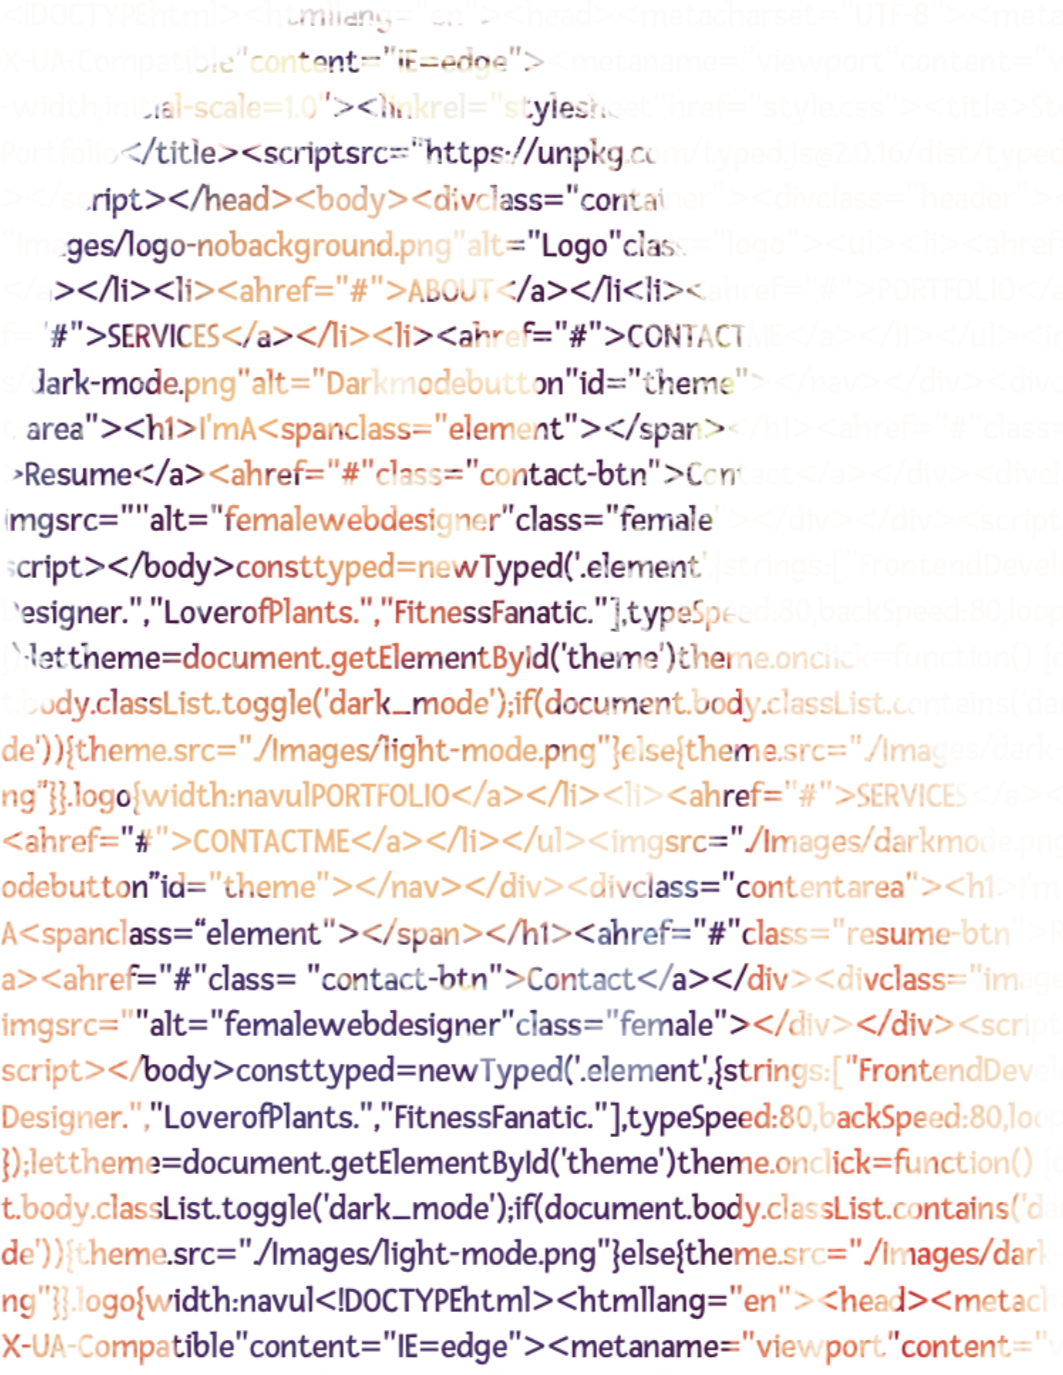 <!DOCTYPEhtml><htmllang="en"><head><metacharset="UTF-8"><meta
X-UA-Compatible"content="IE=edge"><metaname="viewport"content="v
-width,initial-scale=1.0"><linkrel="stylesheet"href="style.css"><title>Ste
Portfolio</title><scriptsrc="https://unpkg.com/typed.js@2.0.16/dist/typed
></script></head><body><divclass="container"><divclass="header"><
"Images/logo-nobackground.png"alt="Logo"class="logo"><ul><li><ahref
</a></li><li><ahref="#">ABOUT</a></li<li><ahref="#">PORTFOLIO</a
f="#">SERVICES</a></li><li><ahref="#">CONTACTME</a></li></ul><im
s/dark-mode.png"alt="Darkmodebutton"id="theme"></nav></div><divc
t-area"><h1>I'mA<spanclass="element"></span></h1><ahref="#"class=
>Resume</a><ahref="#"class="contact-btn">Contact</a></div><divcl
imgsrc=""alt="femalewebdesigner"class="female"></div></div><script
script></body>consttyped=newTyped('.element',{strings:["FrontendDevel
Designer.","LoverofPlants.","FitnessFanatic."],typeSpeed:80,backSpeed:80,loop
});lettheme=document.getElementById('theme')theme.onclick=function() {c
t.body.classList.toggle('dark_mode');if(document.body.classList.contains('da
de')){theme.src="./Images/light-mode.png"}else{theme.src="./Images/dark-
ng"}}.logo{width:navulPORTFOLIO</a></li><li><ahref="#">SERVICES</a><
<ahref="#">CONTACTME</a></li></ul><imgsrc="./Images/darkmode.png
odebutton"id="theme"></nav></div><divclass="contentarea"><h1>I'm
A<spanclass=“element"></span></h1><ahref="#"class="resume-btn">R
a><ahref="#"class= "contact-btn">Contact</a></div><divclass="image
imgsrc=""alt="femalewebdesigner"class="female"></div></div><script
script></body>consttyped=newTyped('.element',{strings:["FrontendDevel
Designer.","LoverofPlants.","FitnessFanatic."],typeSpeed:80,backSpeed:80,loop
});lettheme=document.getElementById('theme')theme.onclick=function() {c
t.body.classList.toggle('dark_mode');if(document.body.classList.contains('da
de')){theme.src="./Images/light-mode.png"}else{theme.src="./Images/dark-
ng"}}.logo{width:navul<!DOCTYPEhtml><htmllang="en"><head><metach
X-UA-Compatible"content="IE=edge"><metaname="viewport"content="v